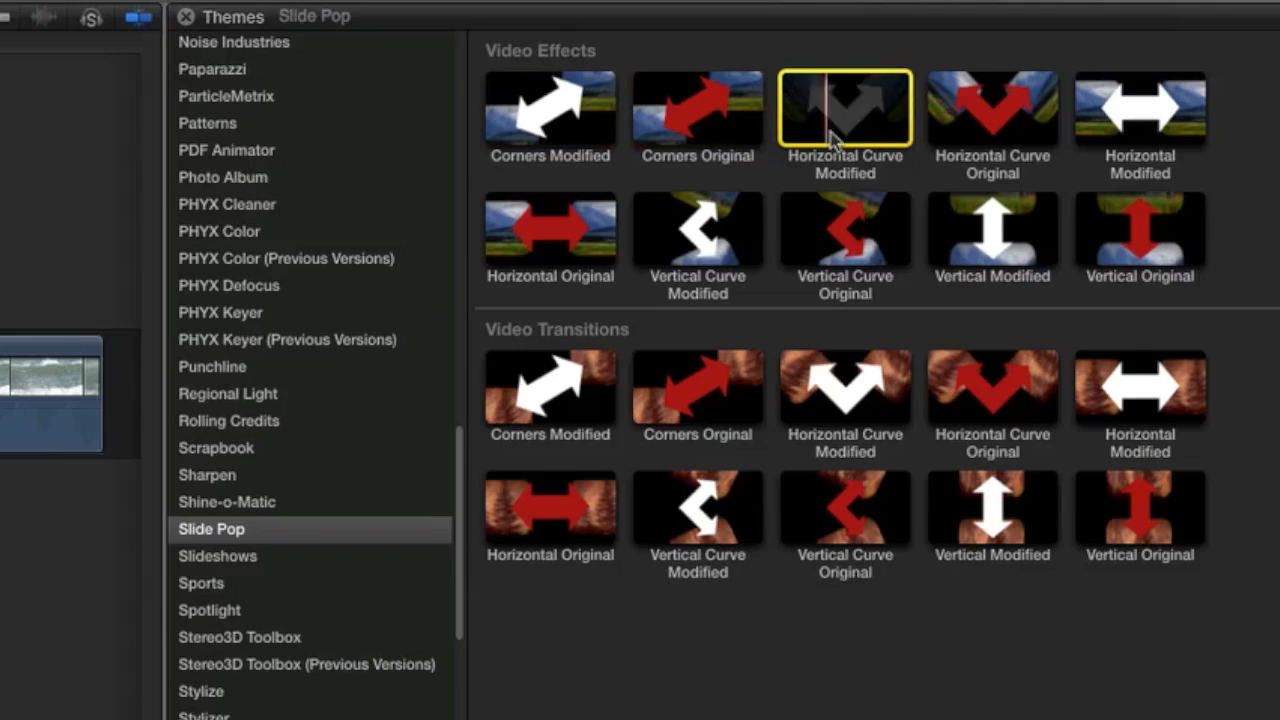 Themes Slide Pop
Noise Industries
Paparazzi
ParticleMetrix
Patterns
PDF Animator
Photo Album
PHYX Cleaner
PHYX Color
PHYX Color (Previous Versions)
PHYX Defocus
PHYX Keyer
PHYX Keyer (Previous Versions)
Punchline
Regional Light
Rolling Credits
Scrapbook
Sharpen
Shine-o-Matic
Slide Pop
Slideshows
Sports
Spotlight
Stereo3D Toolbox
Stereo3D Toolbox (Previous Versions)
Stylize
Stylizer
Video Effects
Corners Modified
Corners Original
Horizontal Curve
Modified
Horizontal Curve
Original
Horizontal
Modified
Horizontal Original
Vertical Curve
Modified
Vertical Curve
Original
Vertical Modified
Vertical Original
Video Transitions
Corners Modified
Corners Orginal
Horizontal Curve
Modified
Horizontal Curve
Original
Horizontal
Modified
Horizontal Original
Vertical Curve
Modified
Vertical Curve
Original
Vertical Modified
Vertical Original